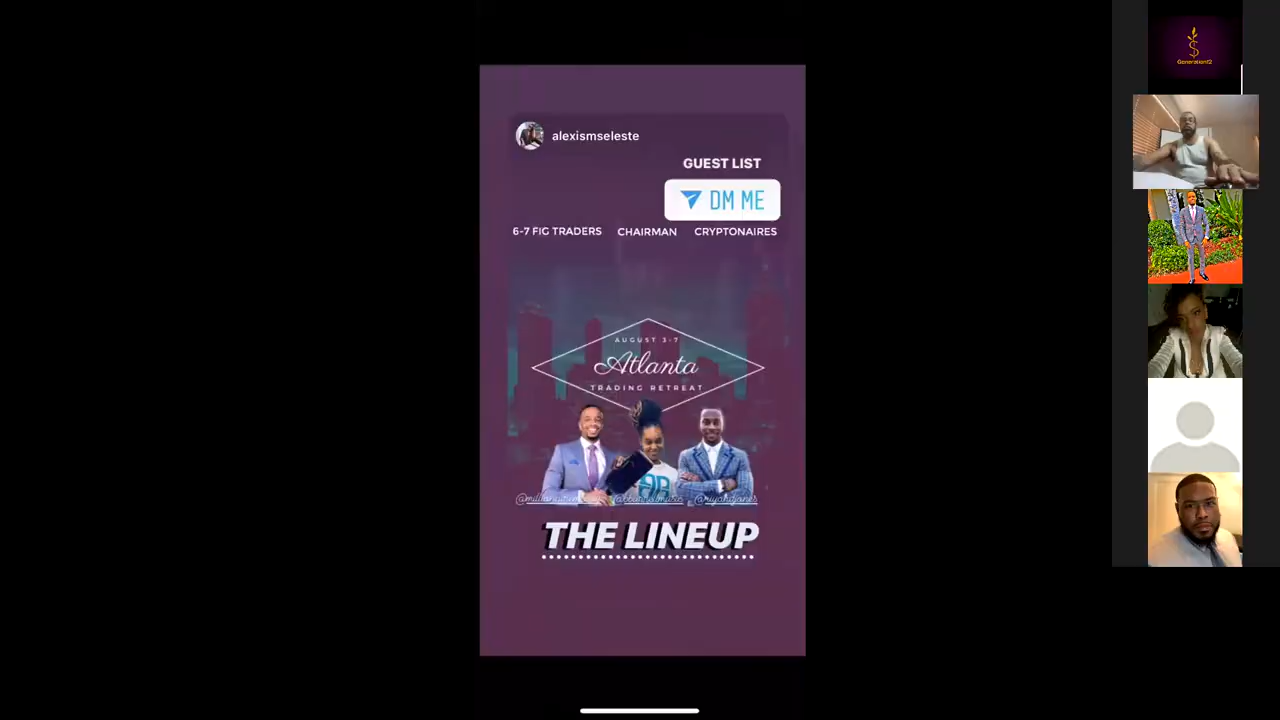 alexismseleste
GUEST LIST
DM ME
6-7 FIG TRADERS CHAIRMAN CRYPTONAIRES
AUGUST 3-7
Atlanta
TRADING RETREAT
THE LINEUP
GenerationI2